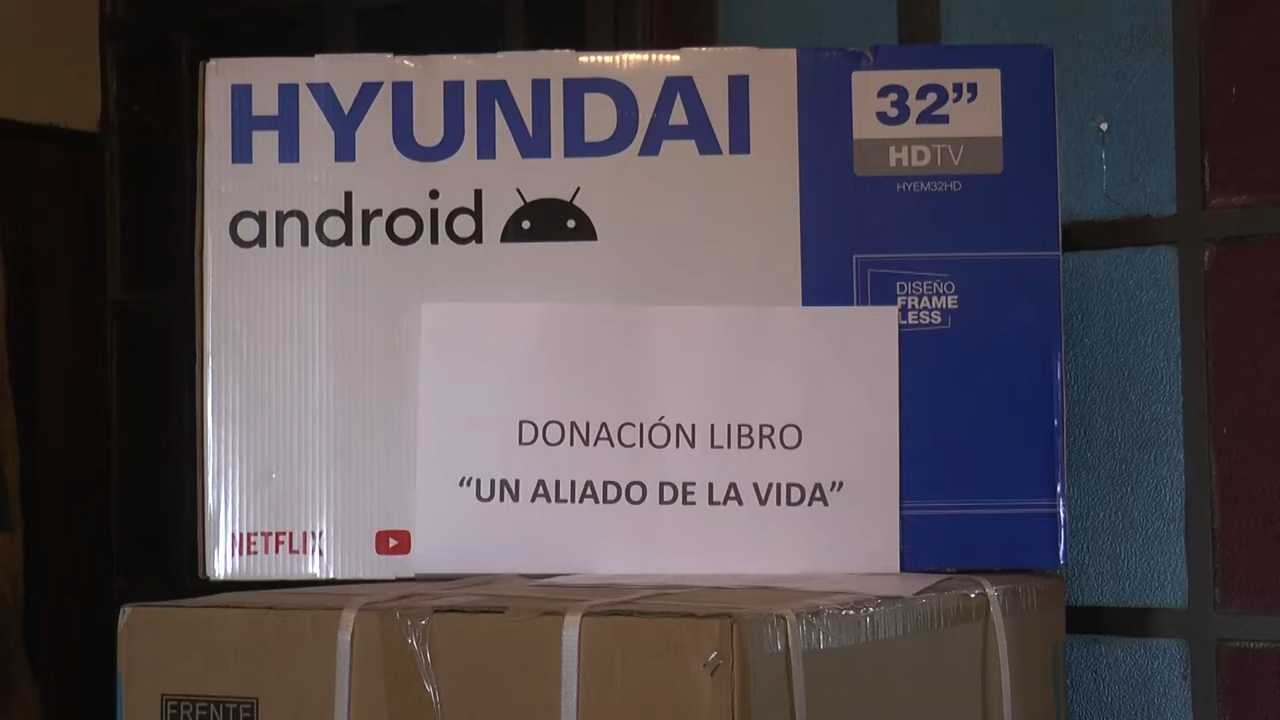 HYUNDAI
android
32”
HDTV
HYEM32HD
DISEÑO
FRAME
LESS
DONACIÓN LIBRO
“UN ALIADO DE LA VIDA”
NETFLIX
FRENTE